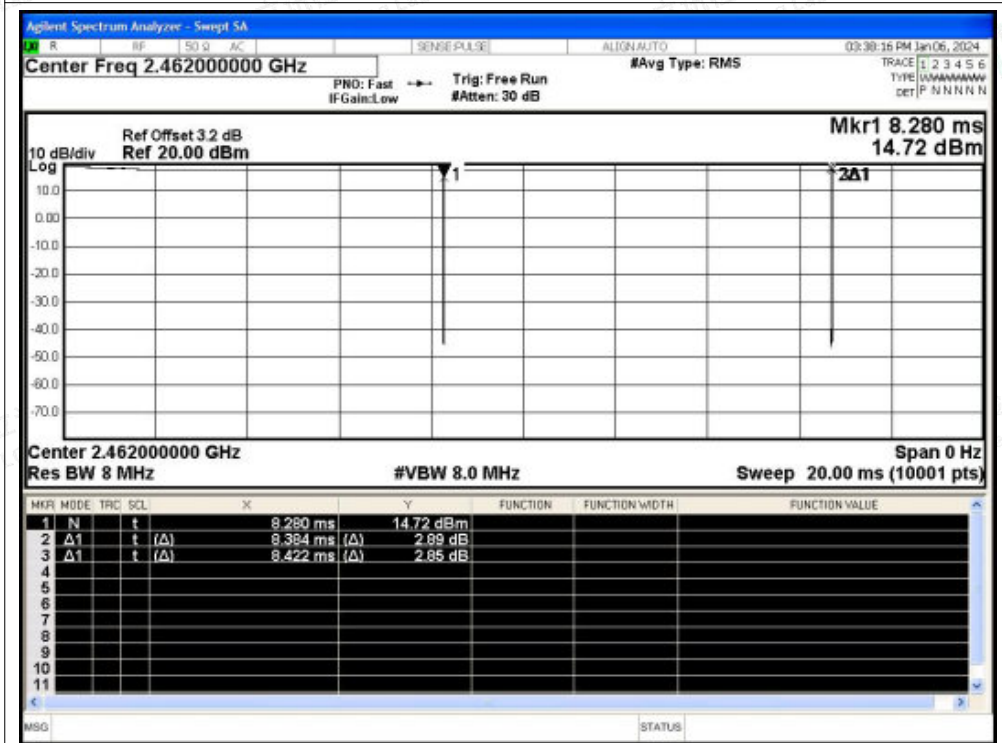 Agilent Spectrum Analyzer - Swept SA
R RF 50 Ω AC SENSE:PULSE ALIGN AUTO 03:38:16 PM Jan 06, 2024
Center Freq 2.462000000 GHz #Avg Type: RMS TRACE 1 2 3 4 5 6
PNO: Fast Trig: Free Run TYPE
IFGain:Low #Atten: 30 dB DET P N N N N N
Mkr1 8.280 ms
Ref Offset 3.2 dB
10 dB/div Ref 20.00 dBm 14.72 dBm
Log
1 2Δ1
10.0
0.00
-10.0
-20.0
-30.0
-40.0
-50.0
-60.0
-70.0
Center 2.462000000 GHz Span 0 Hz
Res BW 8 MHz #VBW 8.0 MHz Sweep 20.00 ms (10001 pts)
MKR MODE TRC SCL X Y FUNCTION FUNCTION WIDTH FUNCTION VALUE
1 N t 8.280 ms 14.72 dBm
2 Δ1 t (Δ) 8.384 ms (Δ) 2.89 dB
3 Δ1 t (Δ) 8.422 ms (Δ) 2.85 dB
4
5
6
7
8
9
10
11
MSG STATUS